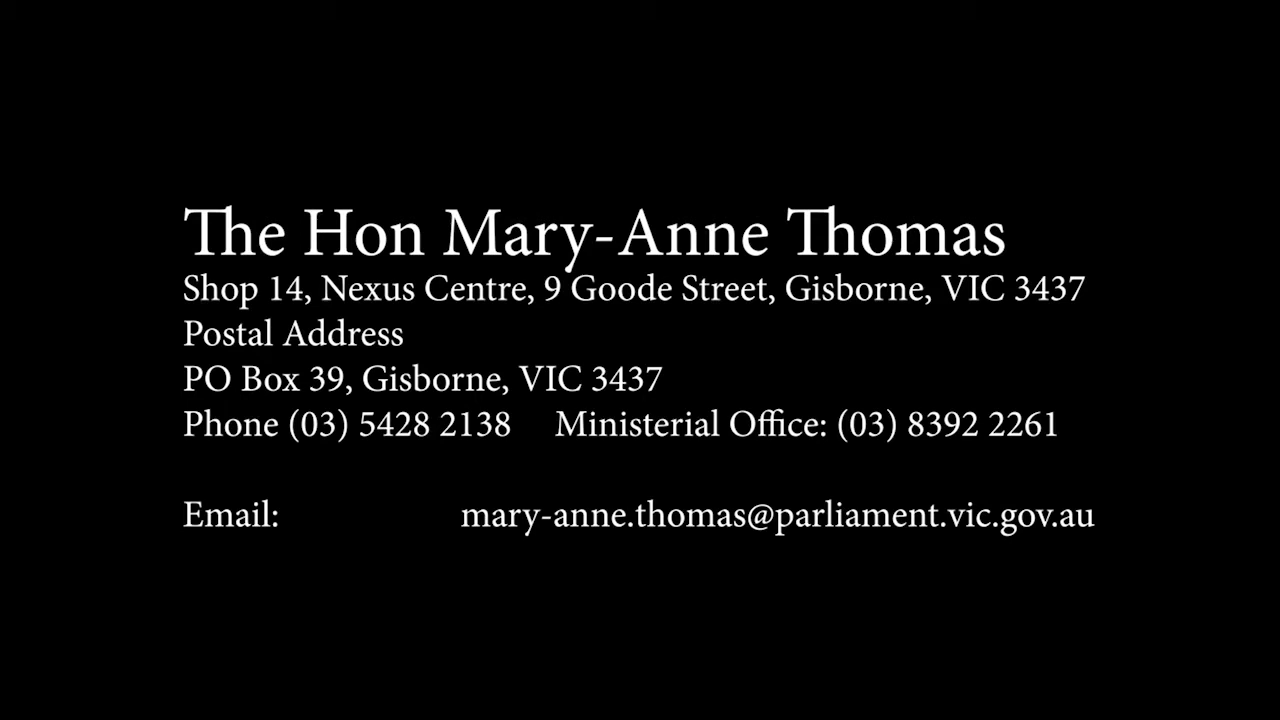 The Hon Mary-Anne Thomas
Shop 14, Nexus Centre, 9 Goode Street, Gisborne, VIC 3437
Postal Address
PO Box 39, Gisborne, VIC 3437
Phone (03) 5428 2138 Ministerial Office: (03) 8392 2261
Email: mary-anne.thomas@parliament.vic.gov.au